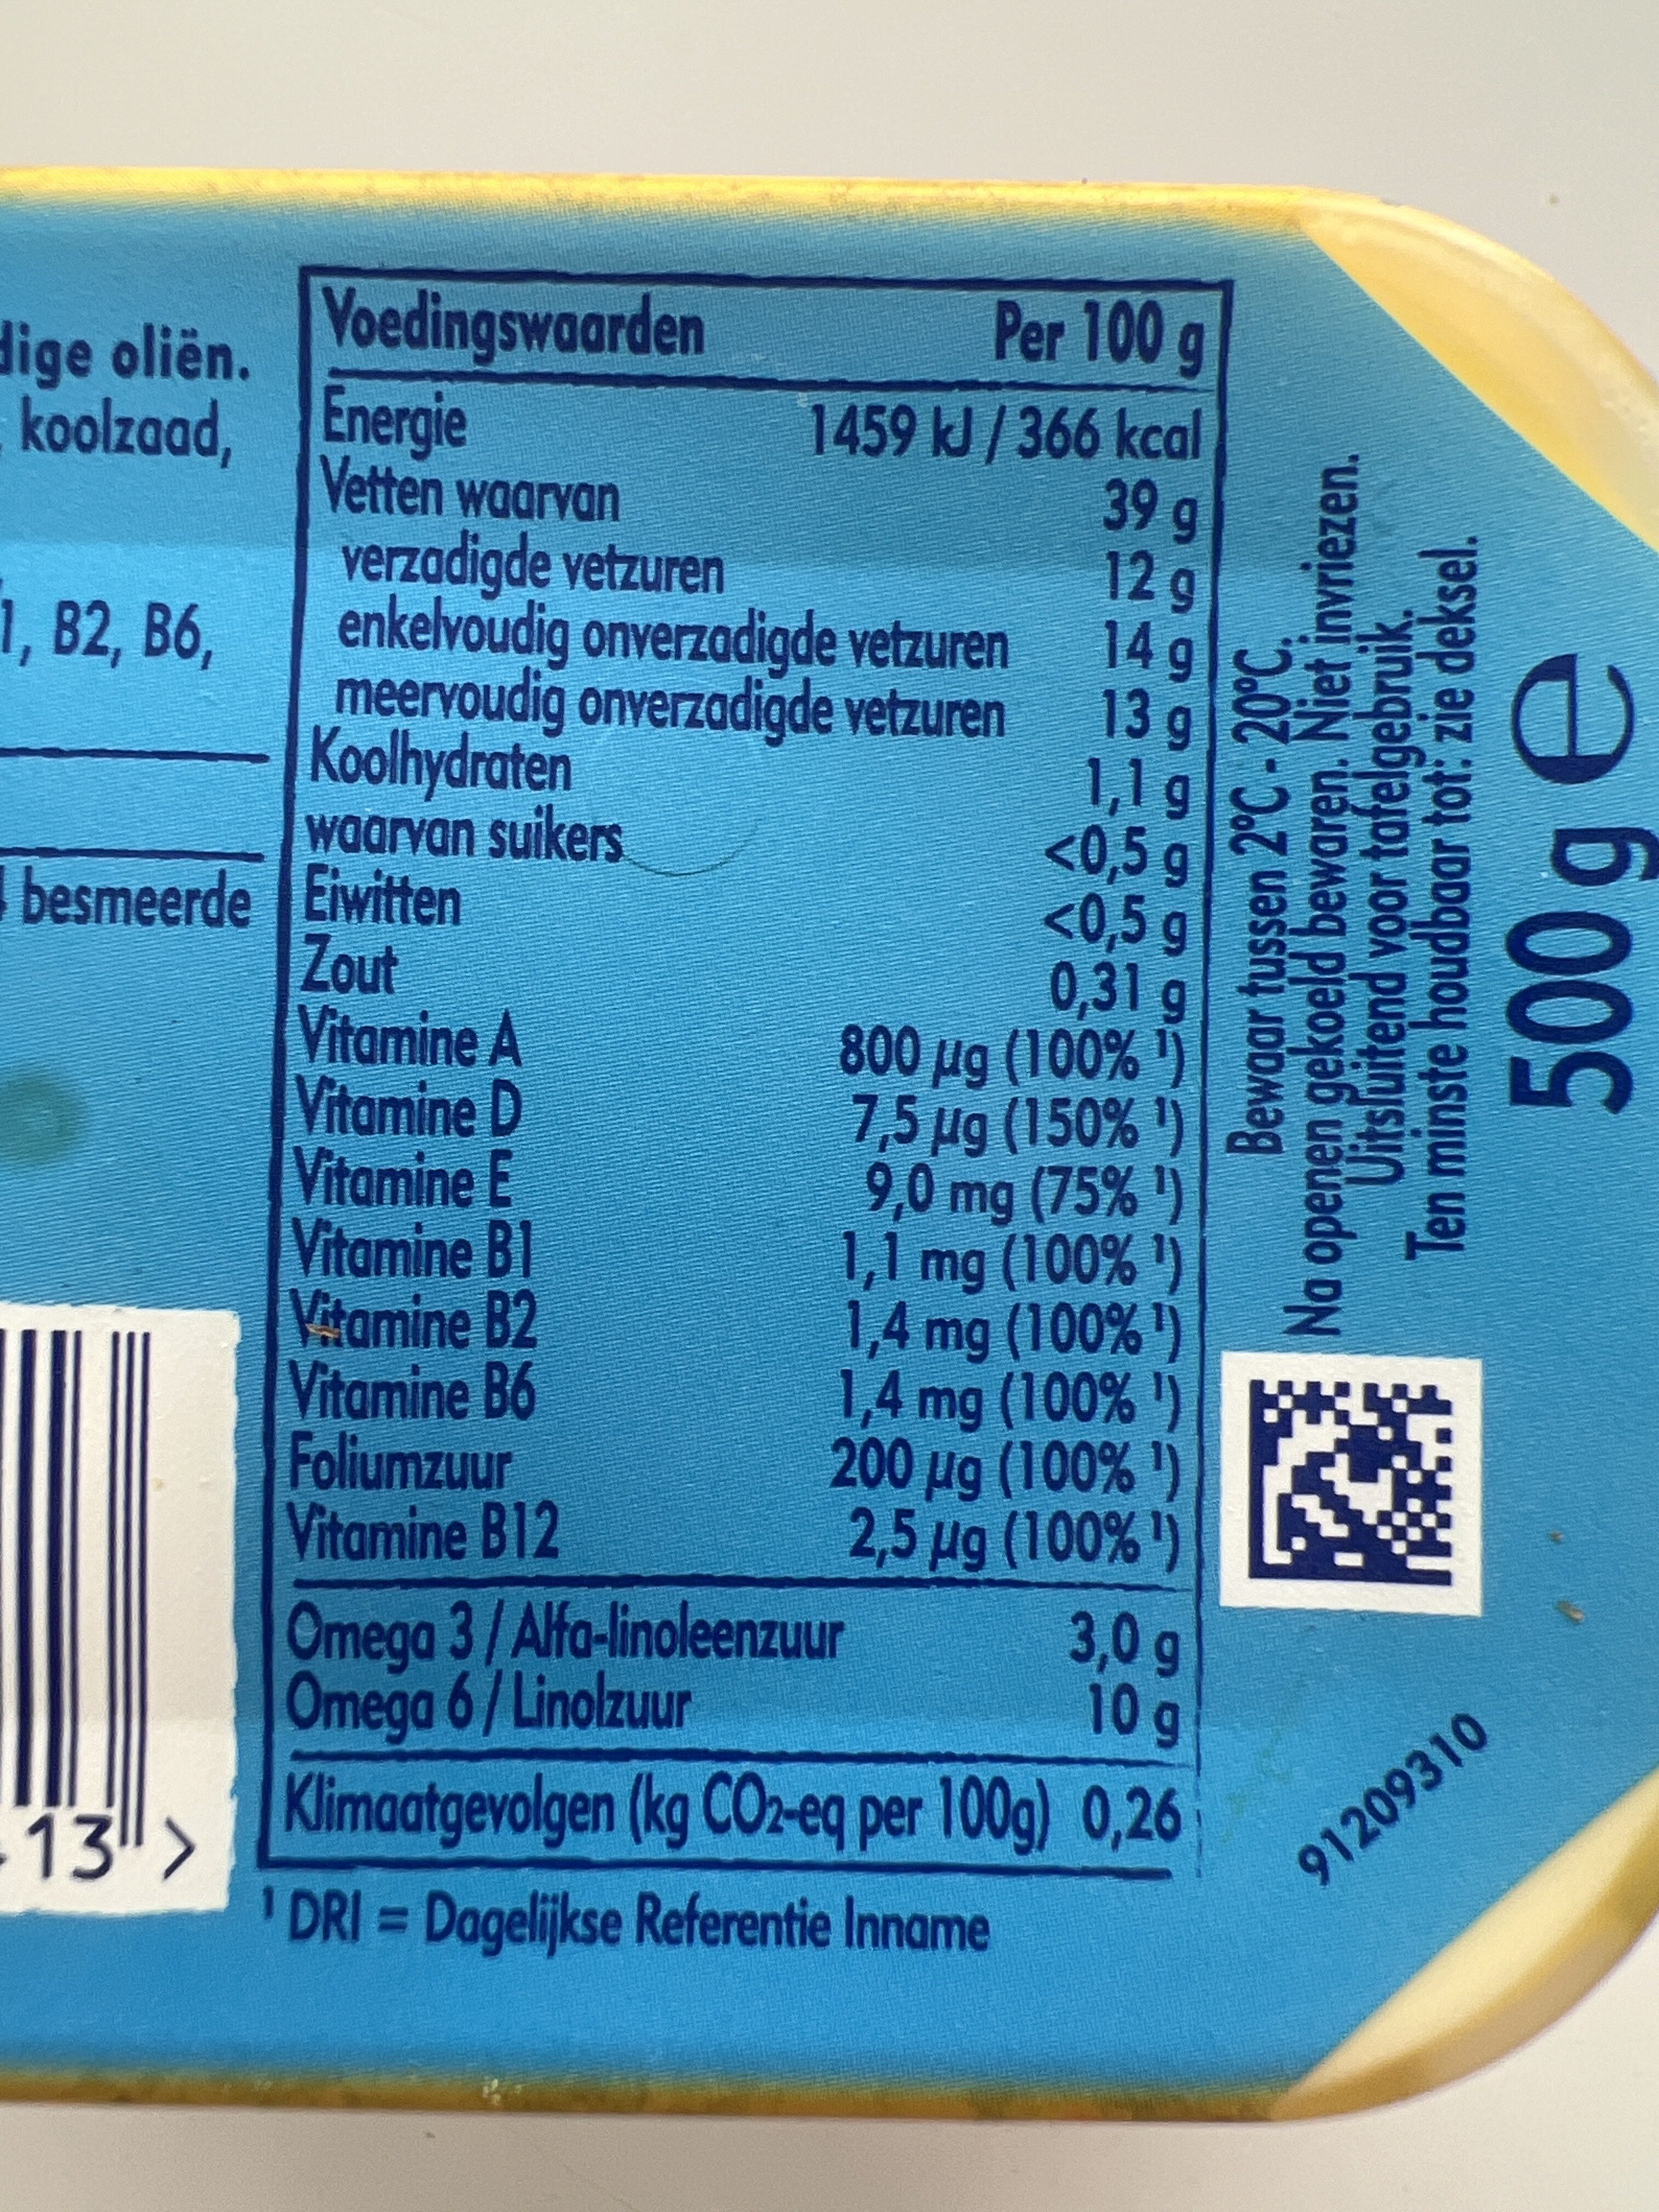 dige oliën.
koolzaad,
1, B2, B6,
besmeerde
13 >
Voedingswaarden Per 100 g
Energie 1459 kJ / 366 kcal
Vetten waarvan 39 g
verzadigde vetzuren 12 g
enkelvoudig onverzadigde vetzuren 14 g
meervoudig onverzadigde vetzuren 13 g
Koolhydraten 1,1 g
waarvan suikers <0,5 g
Eiwitten <0,5 g
Zout 0,31 g
Vitamine A 800 µg (100% ¹)
Vitamine D 7,5 µg (150% ¹)
Vitamine E 9,0 mg (75% ¹)
Vitamine B1 1,1 mg (100% ¹)
Vitamine B2 1,4 mg (100% ¹)
Vitamine B6 1,4 mg (100% ¹)
Foliumzuur 200 µg (100% ¹)
Vitamine B12 2,5 µg (100% ¹)
Omega 3 / Alfa-linoleenzuur 3,0 g
Omega 6 / Linolzuur 10 g
Klimaatgevolgen (kg CO₂-eq per 100g) 0,26
¹ DRI = Dagelijkse Referentie Inname
Bewaar tussen 2°C - 20°C.
Na openen gekoeld bewaren. Niet invriezen.
Uitsluitend voor tafelgebruik.
Ten minste houdbaar tot: zie deksel.
500 g e
91209310